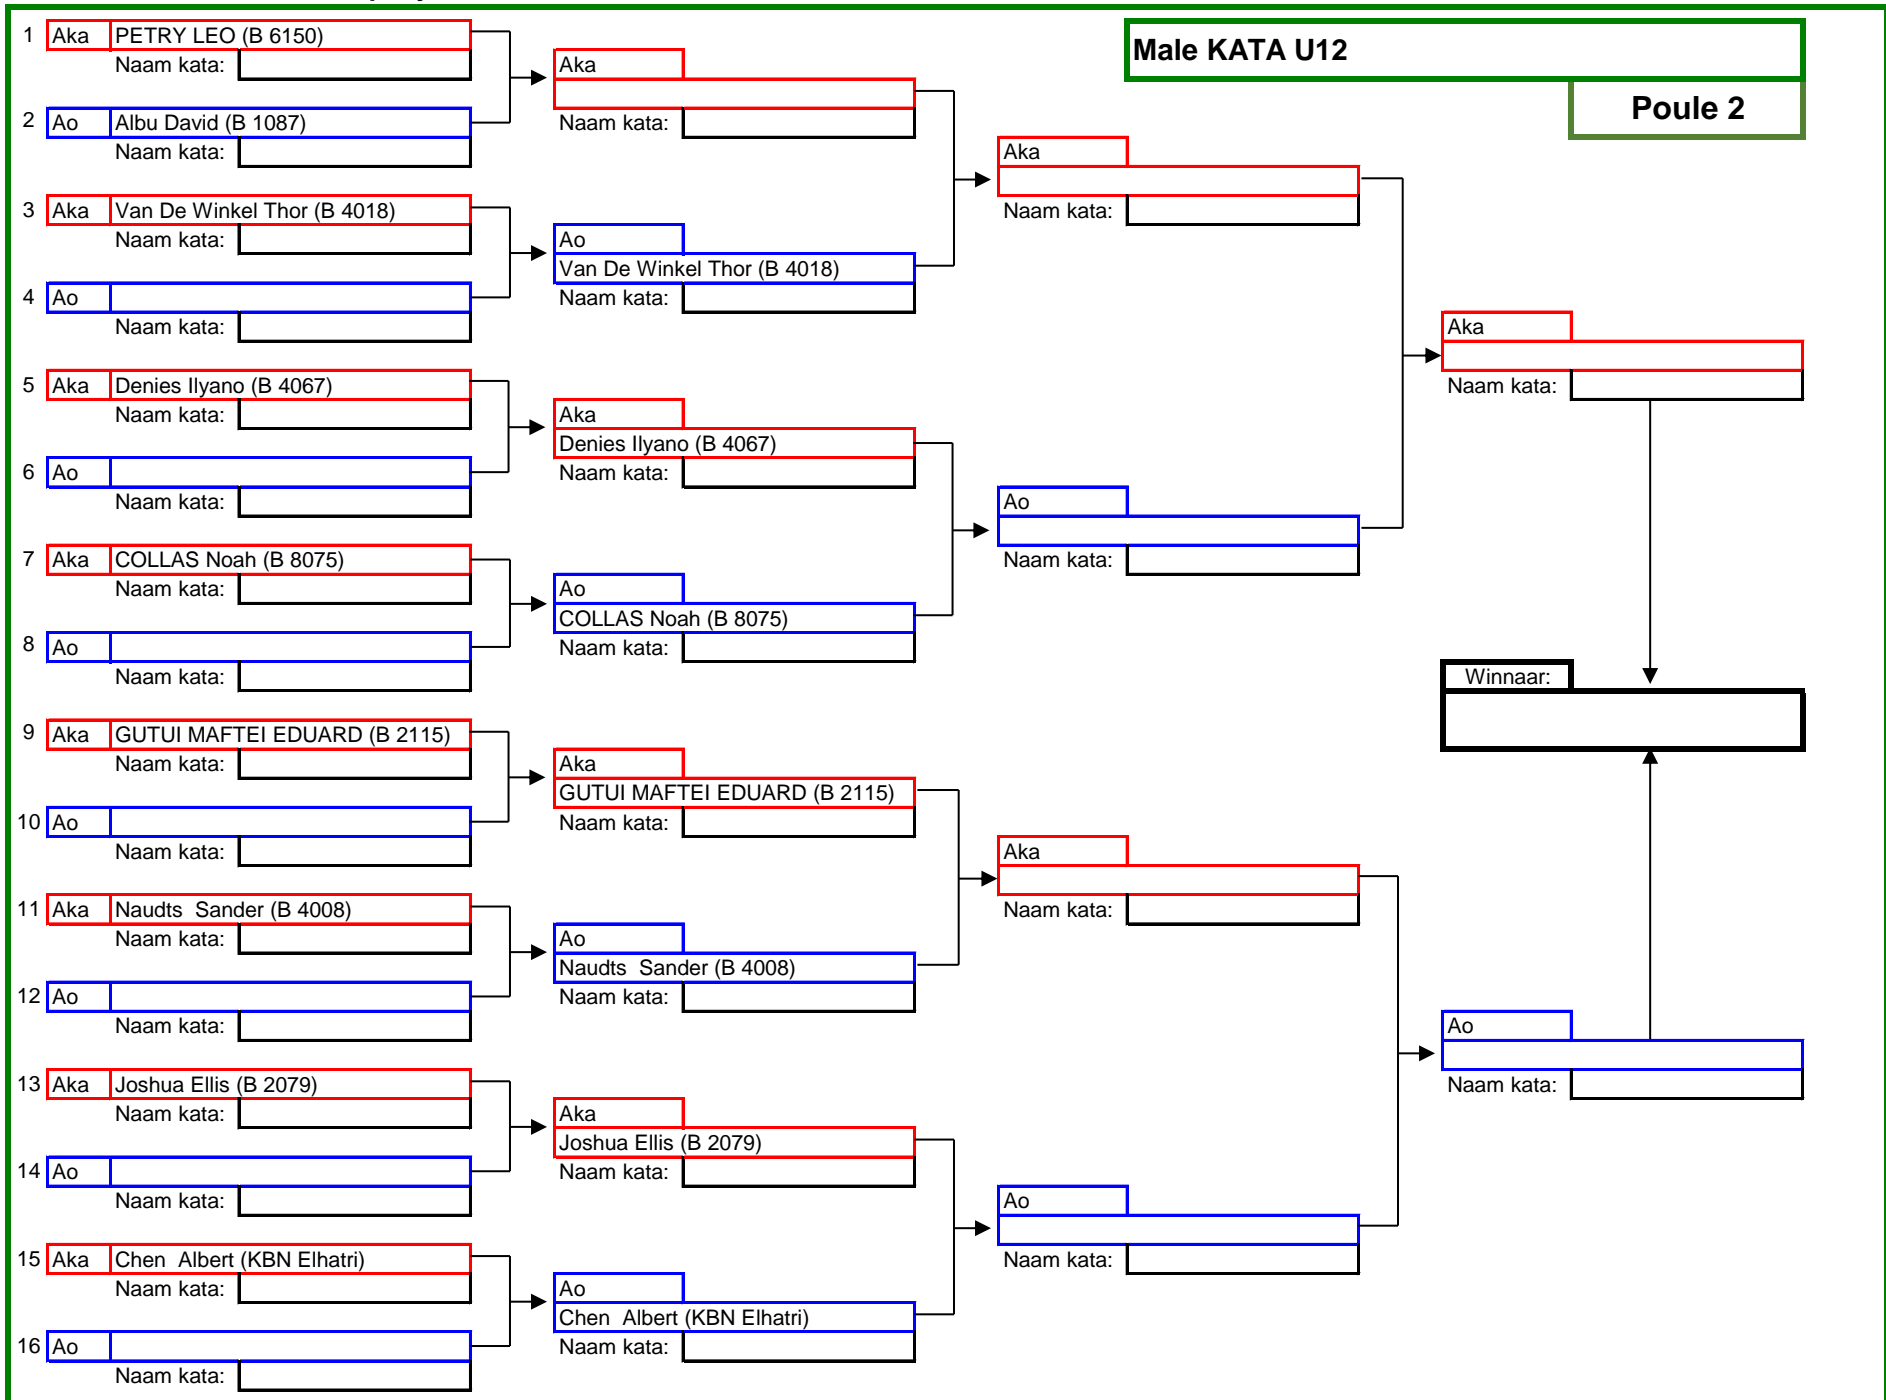 Male KATA U12
Poule 2
1 Aka PETRY LEO (B 6150)
Naam kata:
2 Ao Albu David (B 1087)
Naam kata:
3 Aka Van De Winkel Thor (B 4018)
Naam kata:
4 Ao
Naam kata:
5 Aka Denies Ilyano (B 4067)
Naam kata:
6 Ao
Naam kata:
7 Aka COLLAS Noah (B 8075)
Naam kata:
8 Ao
Naam kata:
9 Aka GUTUI MAFTEI EDUARD (B 2115)
Naam kata:
10 Ao
Naam kata:
11 Aka Naudts  Sander (B 4008)
Naam kata:
12 Ao
Naam kata:
13 Aka Joshua Ellis (B 2079)
Naam kata:
14 Ao
Naam kata:
15 Aka Chen  Albert (KBN Elhatri)
Naam kata:
16 Ao
Naam kata:
Aka
Naam kata:
Ao
Van De Winkel Thor (B 4018)
Naam kata:
Aka
Denies Ilyano (B 4067)
Naam kata:
Ao
COLLAS Noah (B 8075)
Naam kata:
Aka
GUTUI MAFTEI EDUARD (B 2115)
Naam kata:
Ao
Naudts  Sander (B 4008)
Naam kata:
Aka
Joshua Ellis (B 2079)
Naam kata:
Ao
Chen  Albert (KBN Elhatri)
Naam kata:
Aka
Naam kata:
Ao
Naam kata:
Aka
Naam kata:
Ao
Naam kata:
Aka
Naam kata:
Winnaar:
Ao
Naam kata: